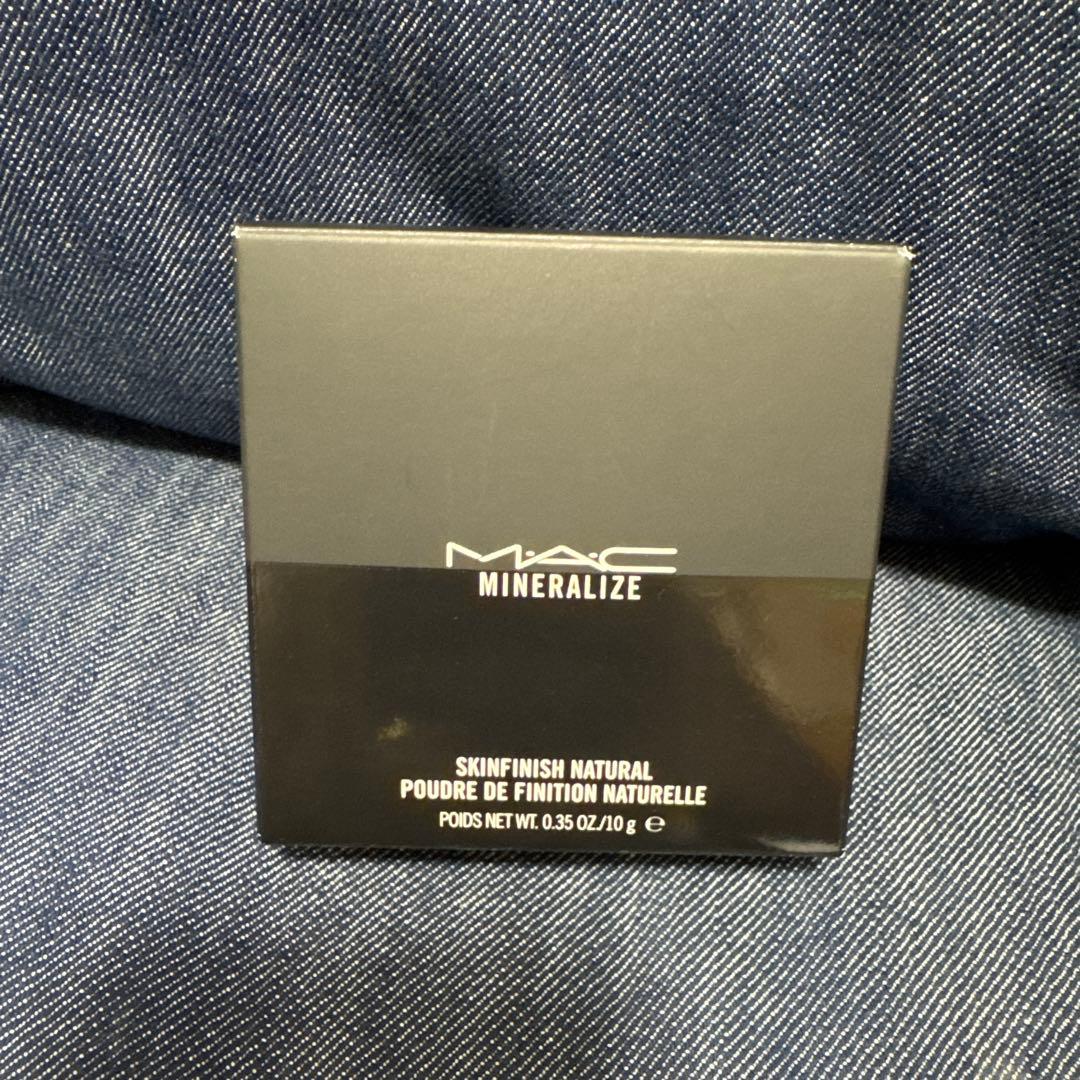 M·A·C
MINERALIZE
SKINFINISH NATURAL
POUDRE DE FINITION NATURELLE
POIDS NET WT. 0.35 OZ./10 g ℮